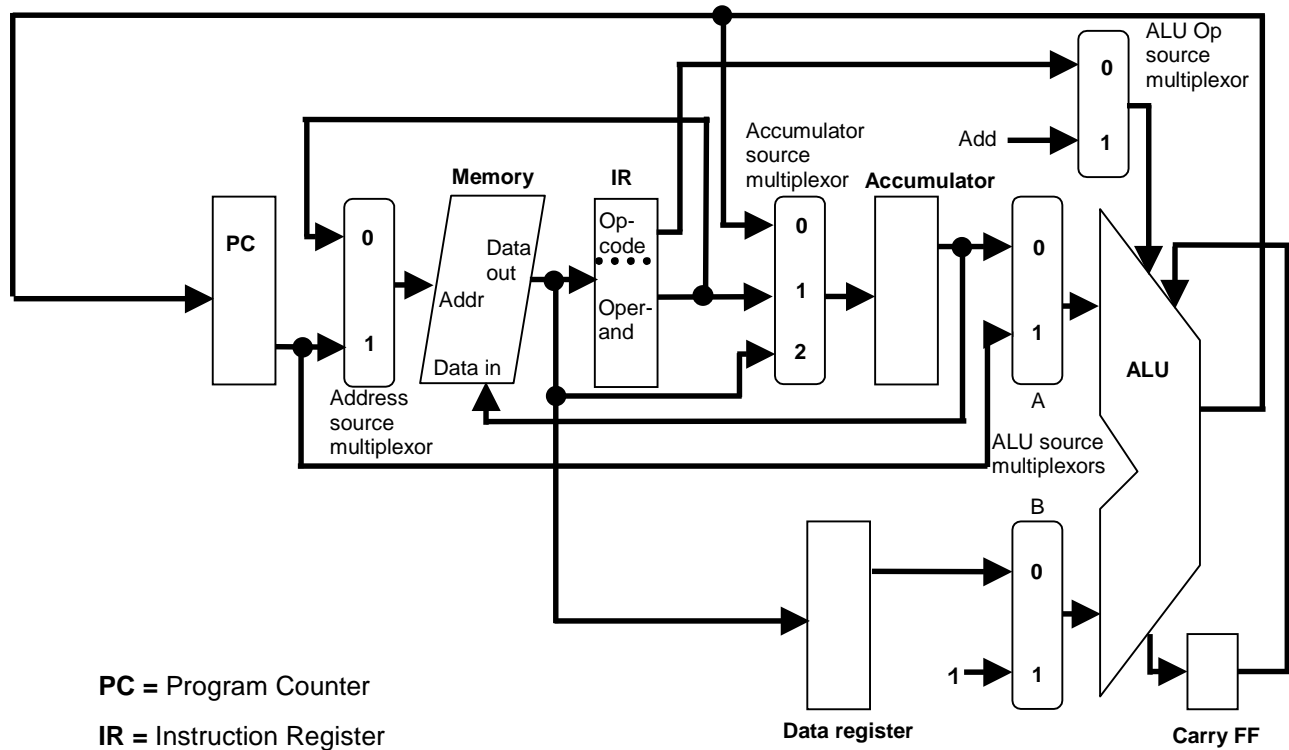 ALU Op
source
multiplexor
0
Add
1
Accumulator
source
multiplexor
Memory
IR
Accumulator
PC
0
Op-
code
0
0
Data
out
Addr
1
Oper-
and
1
1
2
Data in
ALU
Address
source
multiplexor
A
ALU source
multiplexors
B
0
1
1
PC = Program Counter
IR = Instruction Register
Data register
Carry FF